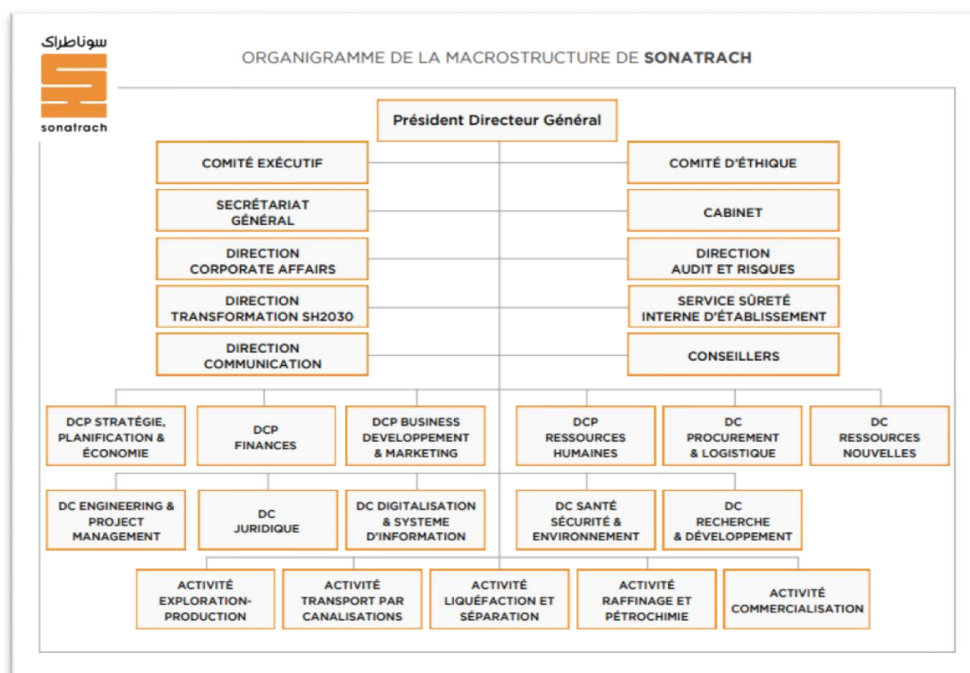 سوناطراك
sonatrach
ORGANIGRAMME DE LA MACROSTRUCTURE DE SONATRACH
Président Directeur Général
COMITÉ EXÉCUTIF
COMITÉ D'ÉTHIQUE
SECRÉTARIAT
GÉNÉRAL
CABINET
DIRECTION
CORPORATE AFFAIRS
DIRECTION
AUDIT ET RISQUES
DIRECTION
TRANSFORMATION SH2030
SERVICE SÛRETÉ
INTERNE D'ÉTABLISSEMENT
DIRECTION
COMMUNICATION
CONSEILLERS
DCP STRATÉGIE,
PLANIFICATION &
ÉCONOMIE
DCP
FINANCES
DCP BUSINESS
DEVELOPPEMENT
& MARKETING
DCP
RESSOURCES
HUMAINES
DC
PROCUREMENT
& LOGISTIQUE
DC
RESSOURCES
NOUVELLES
DC ENGINEERING &
PROJECT
MANAGEMENT
DC
JURIDIQUE
DC DIGITALISATION
& SYSTEME
D'INFORMATION
DC SANTÉ
SÉCURITÉ &
ENVIRONNEMENT
DC
RECHERCHE
& DÉVELOPPEMENT
ACTIVITÉ
EXPLORATION-
PRODUCTION
ACTIVITÉ
TRANSPORT PAR
CANALISATIONS
ACTIVITÉ
LIQUÉFACTION ET
SÉPARATION
ACTIVITÉ
RAFFINAGE ET
PÉTROCHIMIE
ACTIVITÉ
COMMERCIALISATION